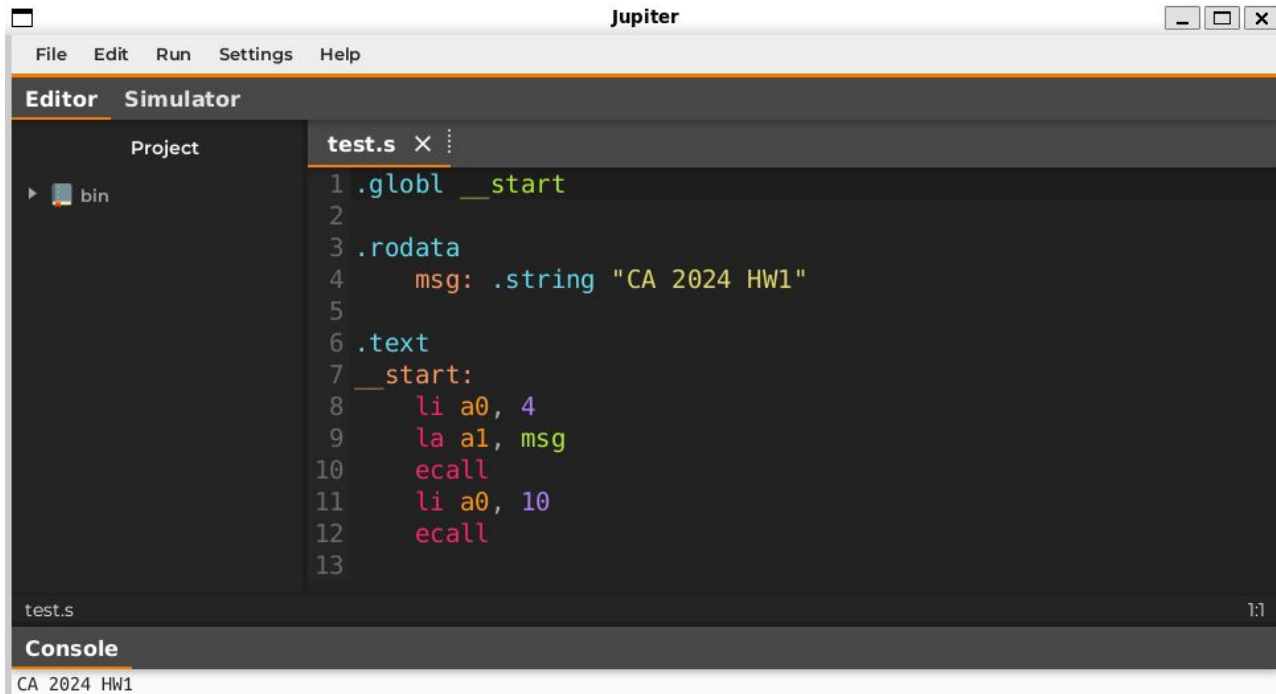 Jupiter
File Edit Run Settings Help
Editor Simulator
Project
test.s
bin
1 .globl __start
2
3 .rodata
4     msg: .string "CA 2024 HW1"
5
6 .text
7 __start:
8     li a0, 4
9     la a1, msg
10     ecall
11     li a0, 10
12     ecall
13
test.s 1:1
Console
CA 2024 HW1